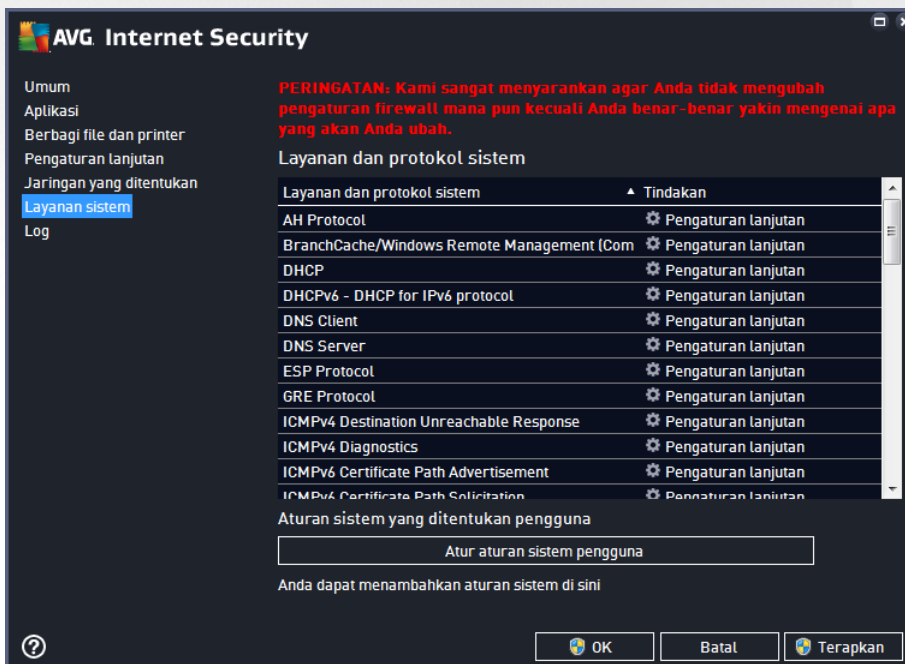 AVG Internet Security
Umum
Aplikasi
Berbagi file dan printer
Pengaturan lanjutan
Jaringan yang ditentukan
Layanan sistem
Log
PERINGATAN: Kami sangat menyarankan agar Anda tidak mengubah
pengaturan firewall mana pun kecuali Anda benar-benar yakin mengenai apa
yang akan Anda ubah.
Layanan dan protokol sistem
Layanan dan protokol sistem Tindakan
AH Protocol Pengaturan lanjutan
BranchCache/Windows Remote Management (Com Pengaturan lanjutan
DHCP Pengaturan lanjutan
DHCPv6 - DHCP for IPv6 protocol Pengaturan lanjutan
DNS Client Pengaturan lanjutan
DNS Server Pengaturan lanjutan
ESP Protocol Pengaturan lanjutan
GRE Protocol Pengaturan lanjutan
ICMPv4 Destination Unreachable Response Pengaturan lanjutan
ICMPv4 Diagnostics Pengaturan lanjutan
ICMPv6 Certificate Path Advertisement Pengaturan lanjutan
ICMPv6 Certificate Path Solicitation Pengaturan lanjutan
Aturan sistem yang ditentukan pengguna
Atur aturan sistem pengguna
Anda dapat menambahkan aturan sistem di sini
OK Batal Terapkan